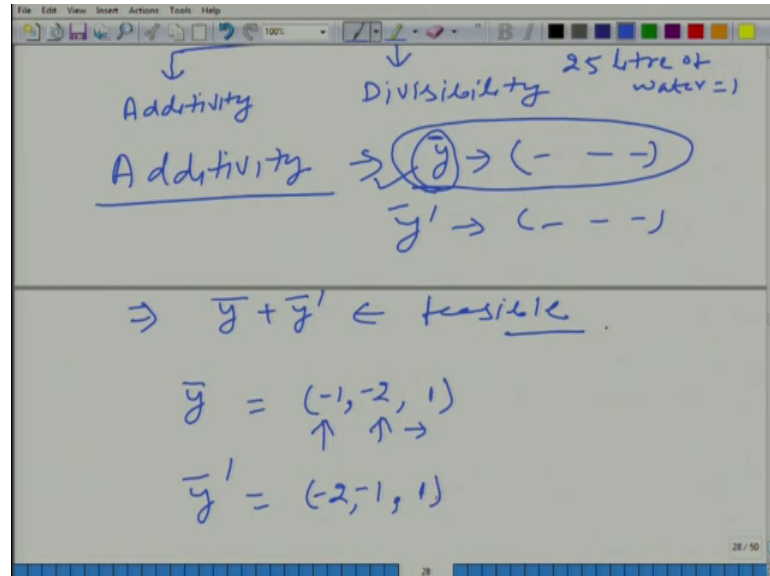 File Edit View Insert Actions Tools Help
100% B I
↓ ↓
Additivity Divisibility 25 litre of water = 1
Additivity ⇒ ȳ → (- - -)
ȳ' → (- - -)
⇒ ȳ + ȳ' ∈ feasible.
ȳ = (-1, -2, 1)
↑ ↑ →
ȳ' = (-2, -1, 1)
28 / 50
28